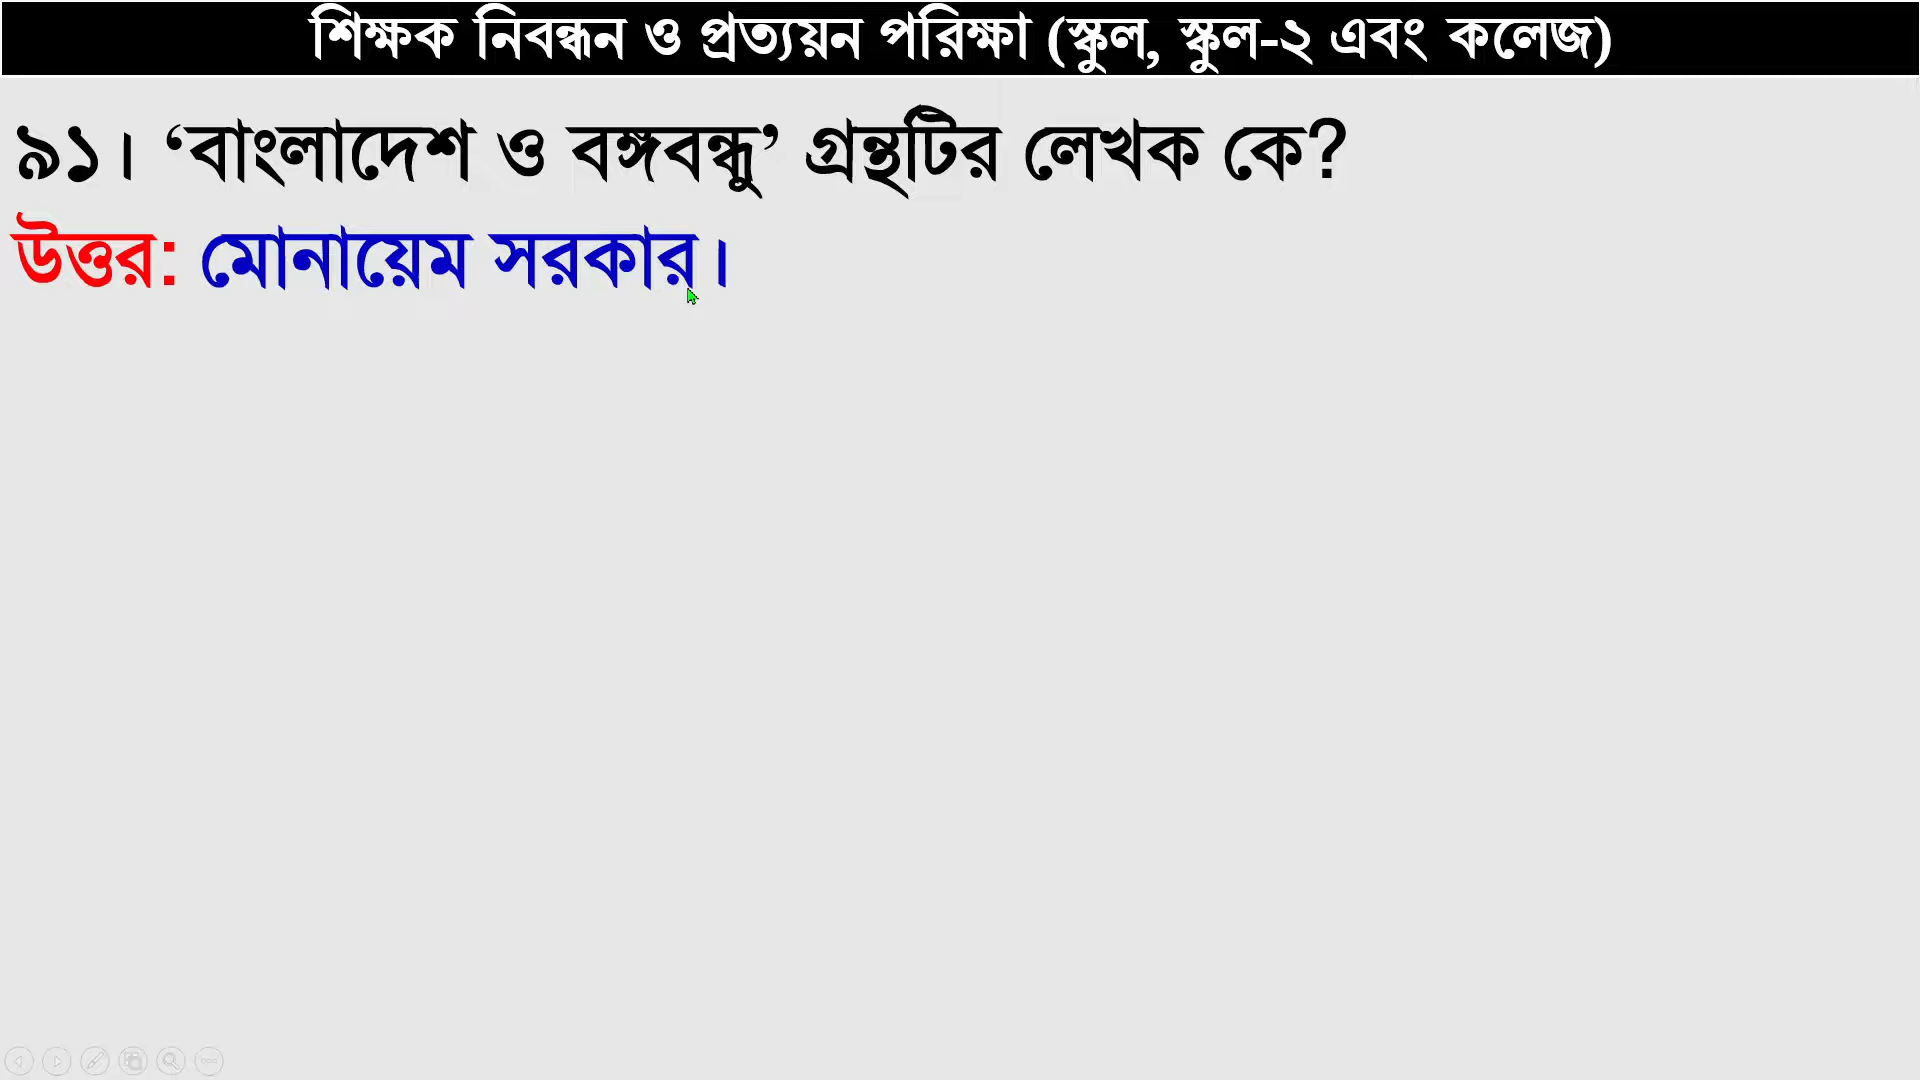 শিক্ষক নিবন্ধন ও প্রত্যয়ন পরিক্ষা (স্কুল, স্কুল-২ এবং কলেজ)
৯১। ‘বাংলাদেশ ও বঙ্গবন্ধু’ গ্রন্থটির লেখক কে?
উত্তর: মোনায়েম সরকার।